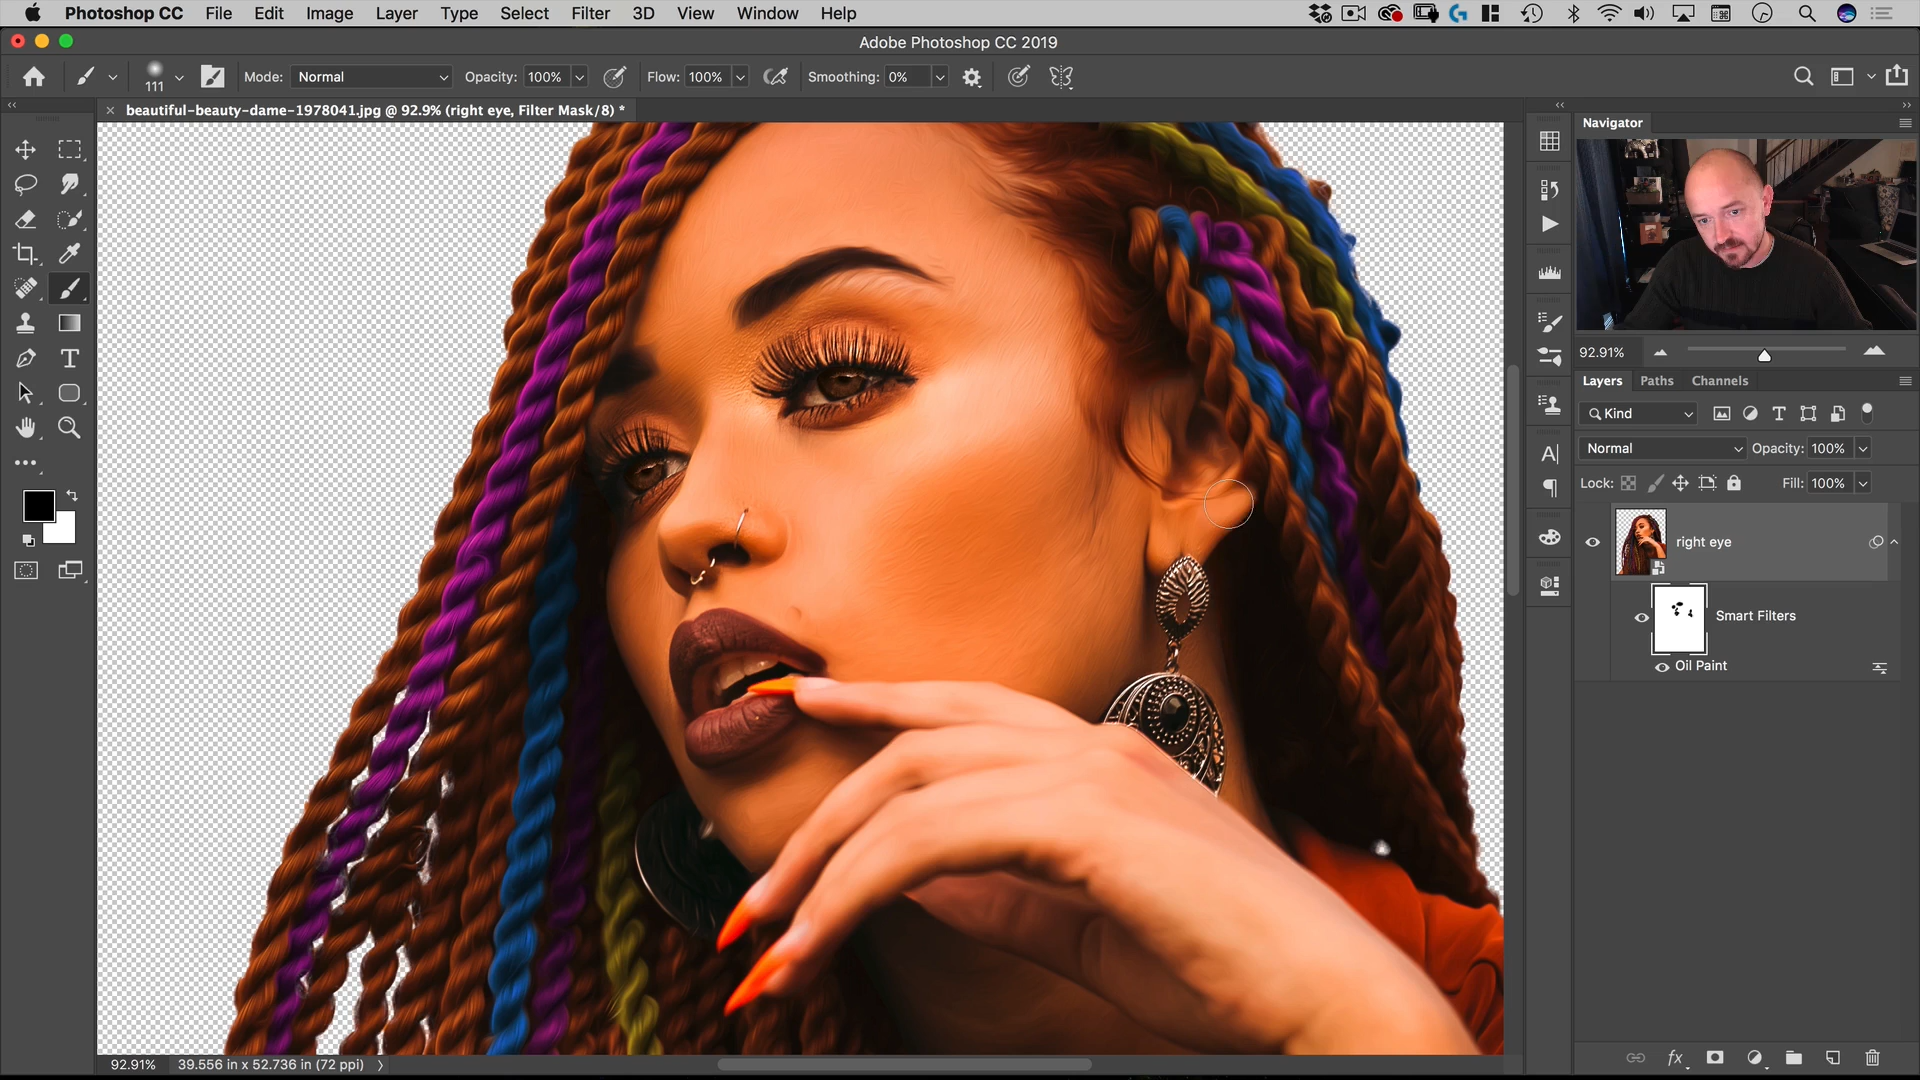 Photoshop CC File Edit Image Layer Type Select Filter 3D View Window Help
Adobe Photoshop CC 2019
111 Mode: Normal Opacity: 100% Flow: 100% Smoothing: 0%
beautiful-beauty-dame-1978041.jpg @ 92.9% (right eye, Filter Mask/8) *
Navigator
92.91%
Layers Paths Channels
Kind
Normal Opacity: 100%
Lock: Fill: 100%
right eye
Smart Filters
Oil Paint
fx
92.91% 39.556 in x 52.736 in (72 ppi)